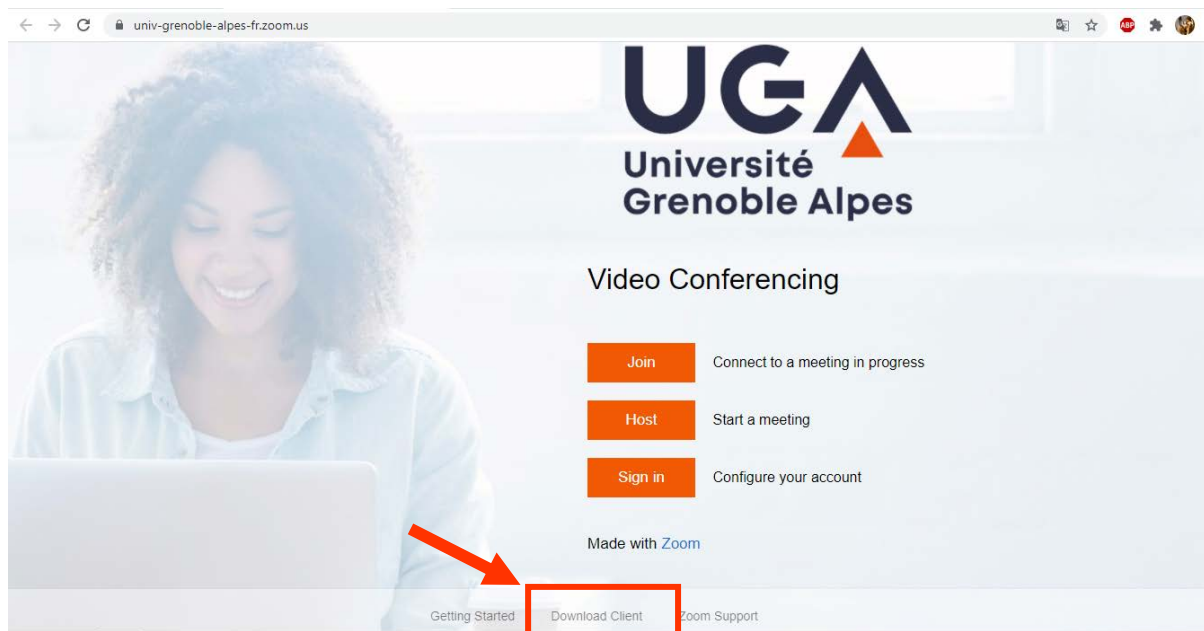 univ-grenoble-alpes-fr.zoom.us
ABP
UGA
Université
Grenoble Alpes
Video Conferencing
Join Connect to a meeting in progress
Host Start a meeting
Sign in Configure your account
Made with Zoom
Getting Started Download Client Zoom Support